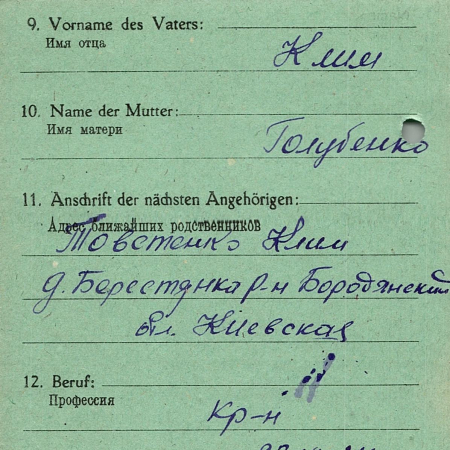 9. Vorname des Vaters:
Имя отца
Клим
10. Name der Mutter:
Имя матери
Голубенко
11. Anschrift der nächsten Angehörigen:
Адрес ближайших родственников
Товстенко Клим
д. Берестянка р-н Бородянский
обл. Киевская
12. Beruf:
Профессия
кр-н